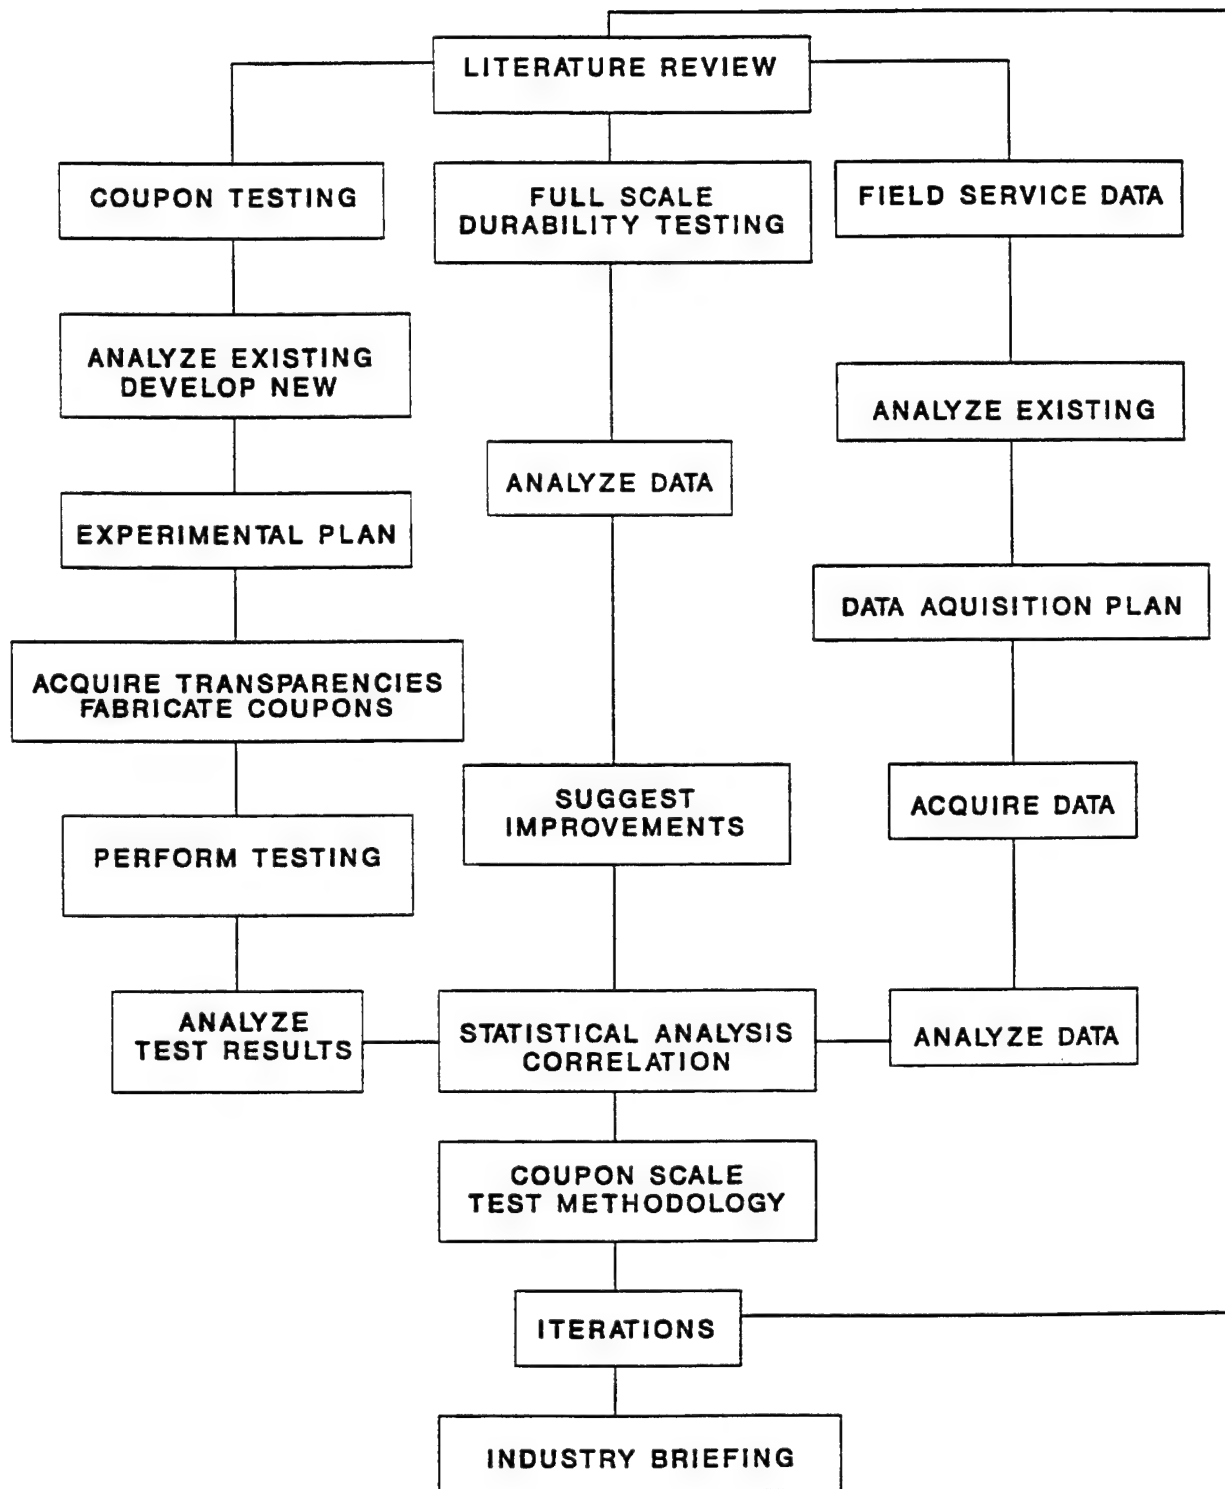 LITERATURE REVIEW
COUPON TESTING
FULL SCALE
DURABILITY TESTING
FIELD SERVICE DATA
ANALYZE EXISTING
DEVELOP NEW
ANALYZE EXISTING
ANALYZE DATA
EXPERIMENTAL PLAN
DATA AQUISITION PLAN
ACQUIRE TRANSPARENCIES
FABRICATE COUPONS
SUGGEST
IMPROVEMENTS
ACQUIRE DATA
PERFORM TESTING
ANALYZE
TEST RESULTS
STATISTICAL ANALYSIS
CORRELATION
ANALYZE DATA
COUPON SCALE
TEST METHODOLOGY
ITERATIONS
INDUSTRY BRIEFING